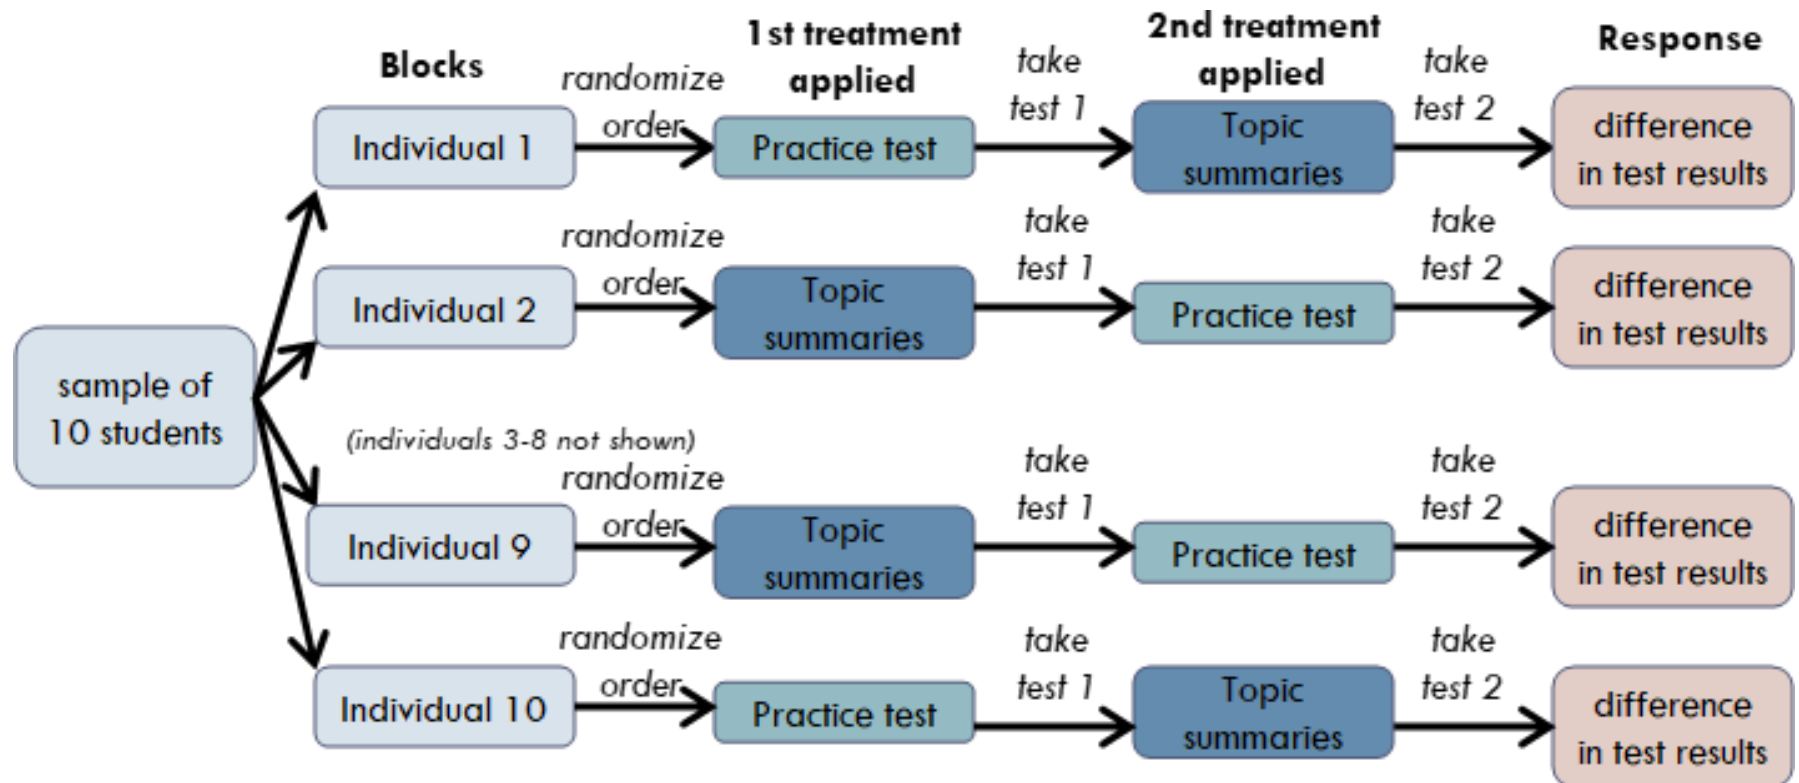 Blocks
randomize
order
1st treatment
applied
take
test 1
2nd treatment
applied
take
test 2
Response
Individual 1
Practice test
Topic
summaries
difference
in test results
randomize
order
take
test 1
take
test 2
Individual 2
Topic
summaries
Practice test
difference
in test results
sample of
10 students
(individuals 3-8 not shown)
randomize
order
take
test 1
take
test 2
Individual 9
Topic
summaries
Practice test
difference
in test results
randomize
order
take
test 1
take
test 2
Individual 10
Practice test
Topic
summaries
difference
in test results